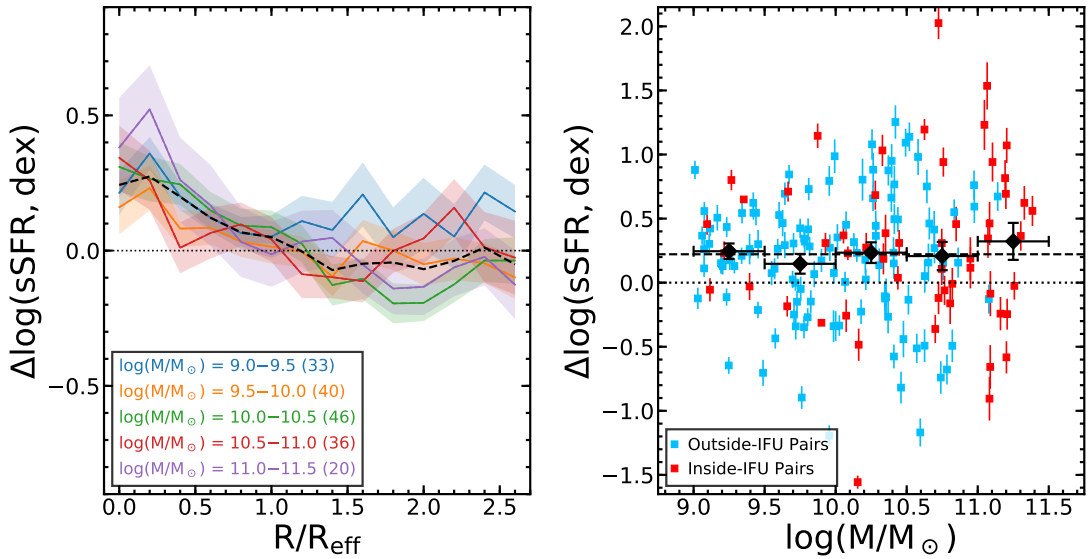 Δlog(sSFR, dex)
0.5
0.0
−0.5
log(M/M⊙) = 9.0−9.5 (33)
log(M/M⊙) = 9.5−10.0 (40)
log(M/M⊙) = 10.0−10.5 (46)
log(M/M⊙) = 10.5−11.0 (36)
log(M/M⊙) = 11.0−11.5 (20)
0.0 0.5 1.0 1.5 2.0 2.5
R/Reff
Δlog(sSFR, dex)
2.0
1.5
1.0
0.5
0.0
−0.5
−1.0
−1.5
Outside-IFU Pairs
Inside-IFU Pairs
9.0 9.5 10.0 10.5 11.0 11.5
log(M/M⊙)